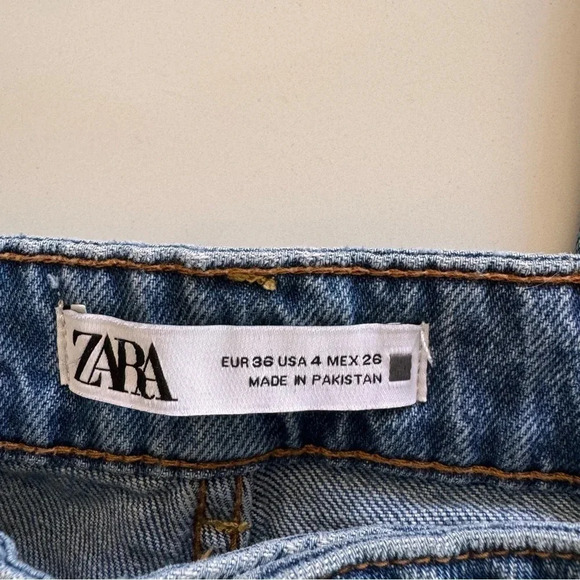 ZARA
EUR 36 USA 4 MEX 26
MADE IN PAKISTAN